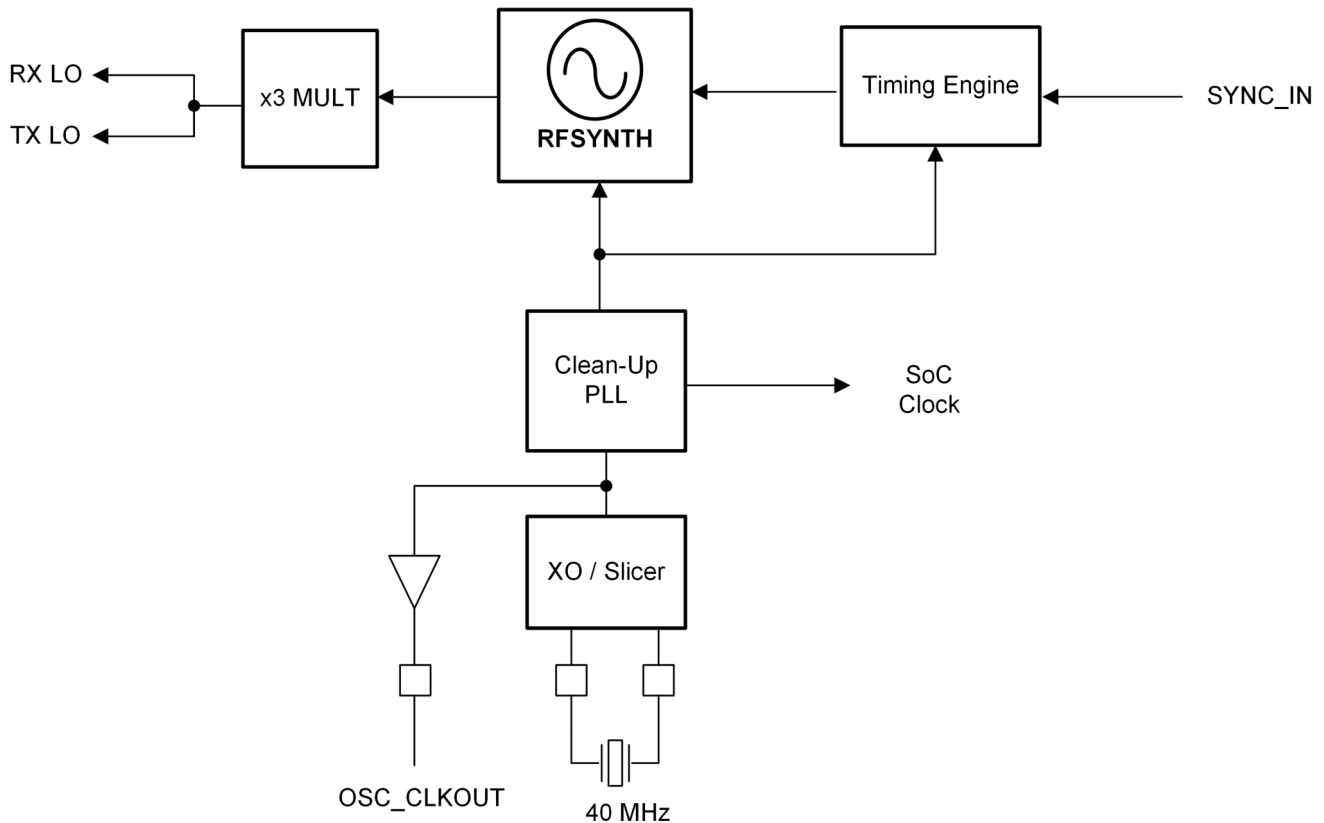 RX LO
TX LO
x3 MULT
RFSYNTH
Timing Engine
SYNC_IN
Clean-Up
PLL
SoC
Clock
XO / Slicer
OSC_CLKOUT
40 MHz